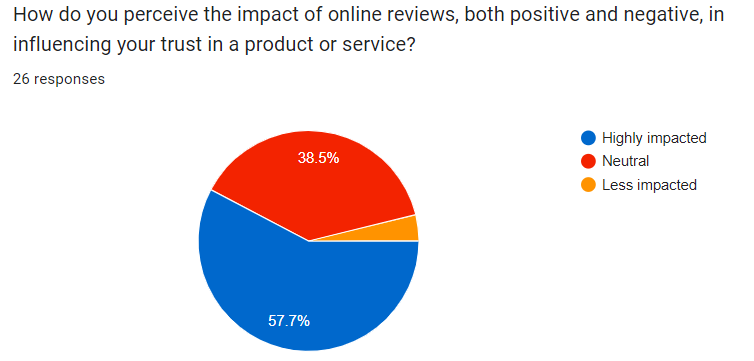 How do you perceive the impact of online reviews, both positive and negative, in
influencing your trust in a product or service?
26 responses
38.5%
57.7%
Highly impacted
Neutral
Less impacted